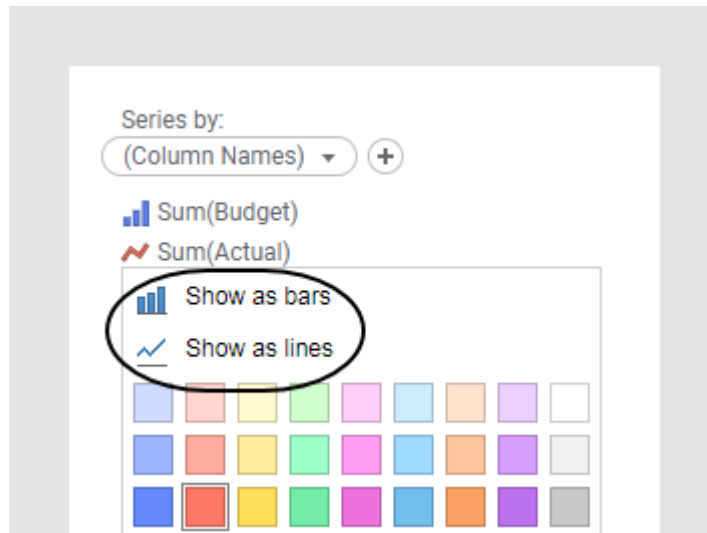 Series by:
(Column Names)
Sum(Budget)
Sum(Actual)
Show as bars
Show as lines